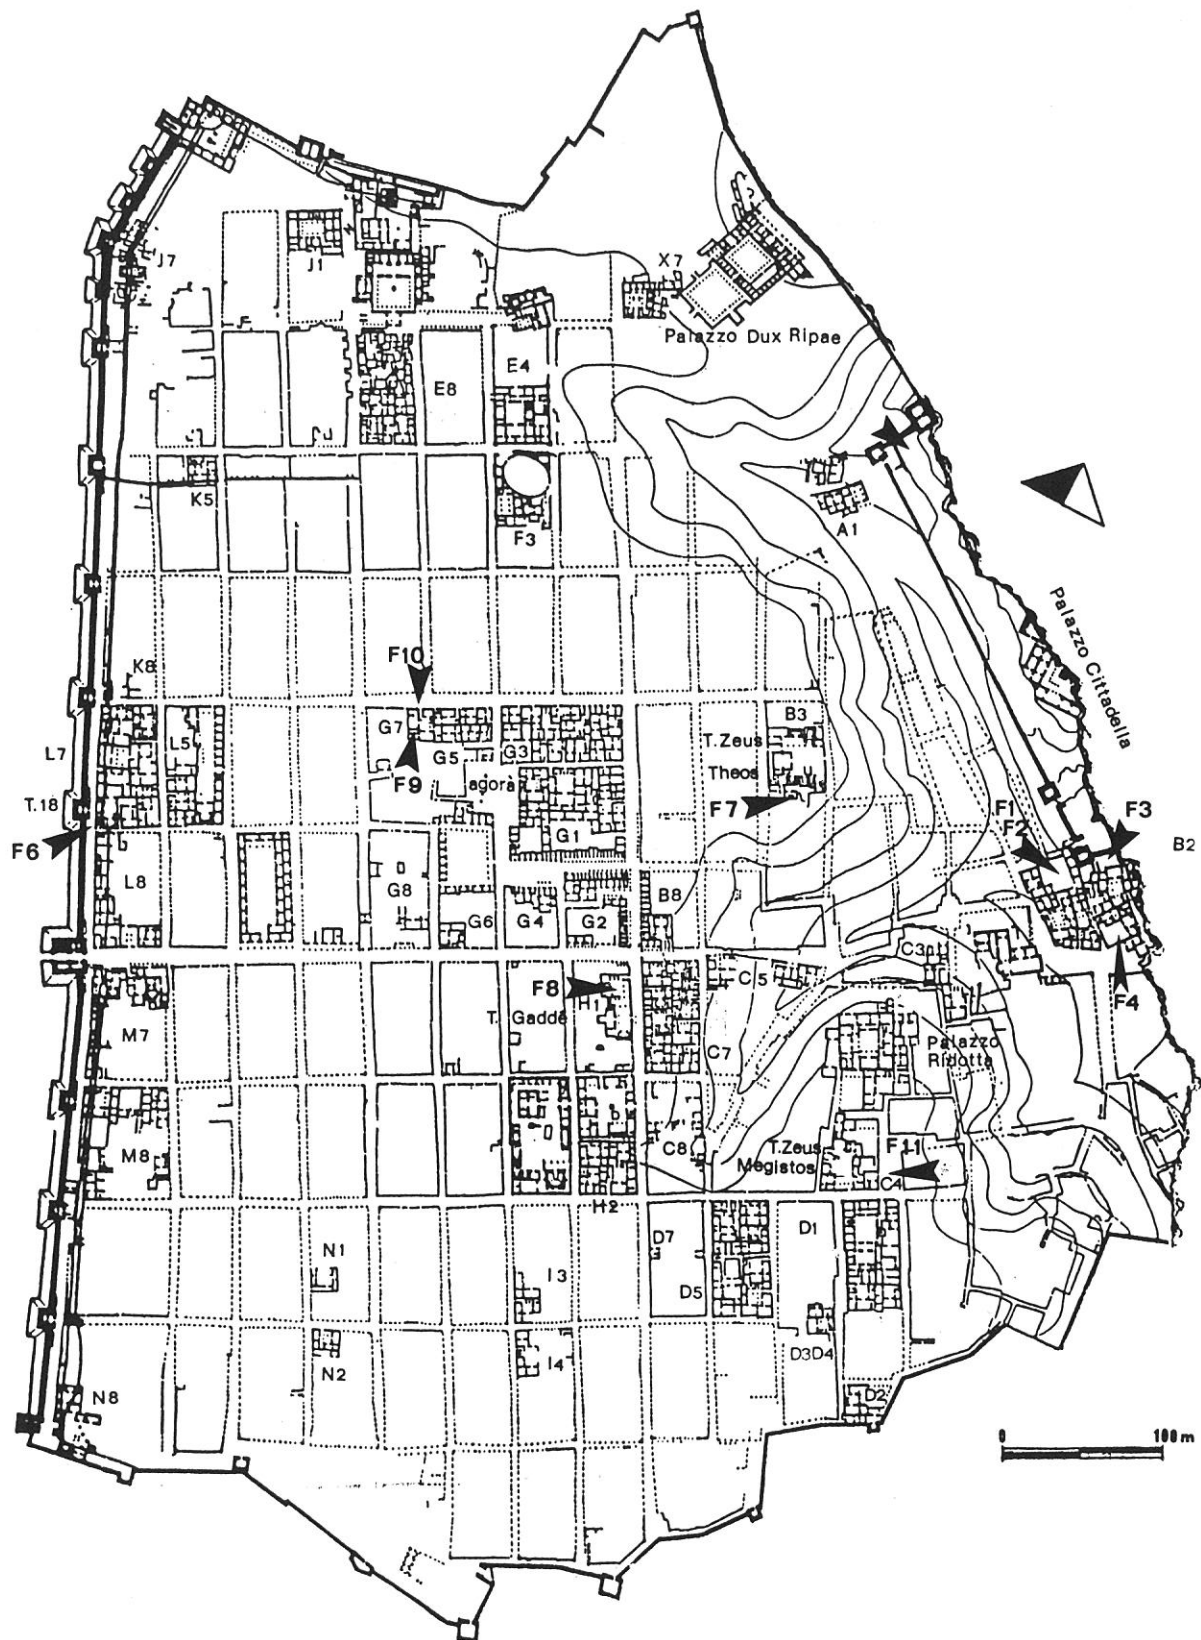 J7
J1
X7
Palazzo Dux Ripae
E8
E4
K5
F3
A1
Palazzo Cittadella
K8
F10
L7
L5
G7
G5
G3
B3
T.Zeus
Theos
T.18
F9
agorà
F7
F6
G1
F1
F2
F3
B2
L8
G8
G6
G4
G2
B8
C3
F8
H1
C5
F4
T. Gaddé
M7
C7
Palazzo
Ridotta
M8
C8
T.Zeus
Megistos
F11
C4
H2
N1
I3
D7
D1
D5
N2
I4
D3D4
N8
D2
0 100 m